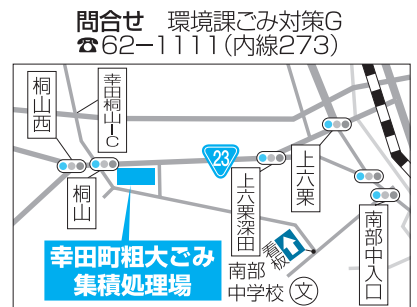 問合せ 環境課ごみ対策G
☎62−1111(内線273)
桐山西
幸田桐山IC
桐山
23
上六栗深田
上六栗
南部中入口
看板
南部
中学校 文
幸田町粗大ごみ
集積処理場